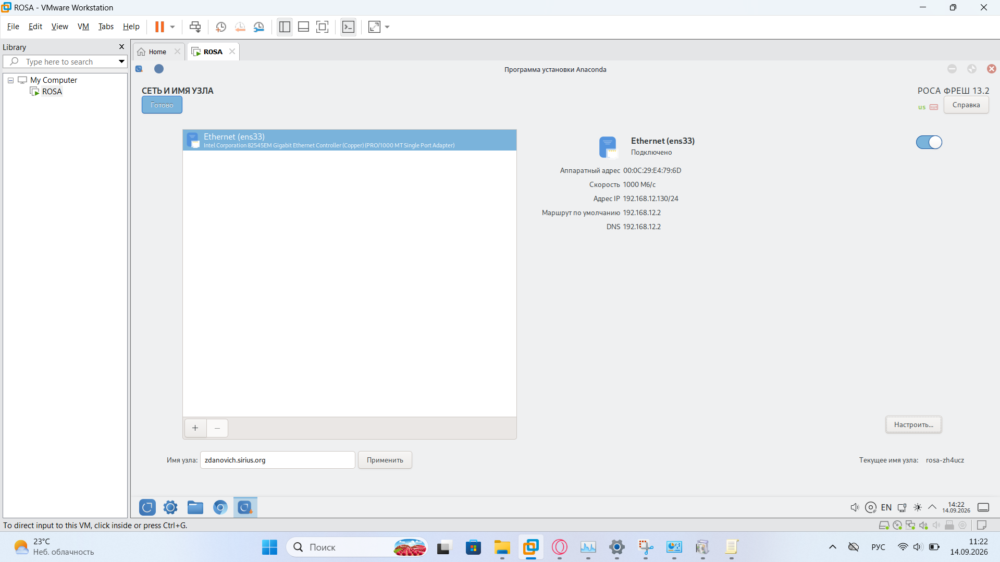 ROSA - VMware Workstation
File Edit View VM Tabs Help
Library
Type here to search
My Computer
ROSA
Home
ROSA
Программа установки Anaconda
СЕТЬ И ИМЯ УЗЛА
РОСА ФРЕШ 13.2
Готово
us
Справка
Ethernet (ens33)
Intel Corporation 82545EM Gigabit Ethernet Controller (Copper) (PRO/1000 MT Single Port Adapter)
Ethernet (ens33)
Подключено
Аппаратный адрес 00:0C:29:E4:79:6D
Скорость 1000 Мб/с
Адрес IP 192.168.12.130/24
Маршрут по умолчанию 192.168.12.2
DNS 192.168.12.2
Настроить...
Имя узла: zdanovich.sirius.org Применить
Текущее имя узла: rosa-zh4ucz
EN
14:22
14.09.2026
To direct input to this VM, click inside or press Ctrl+G.
23°C
Неб. облачность
Поиск
РУС
11:22
14.09.2026